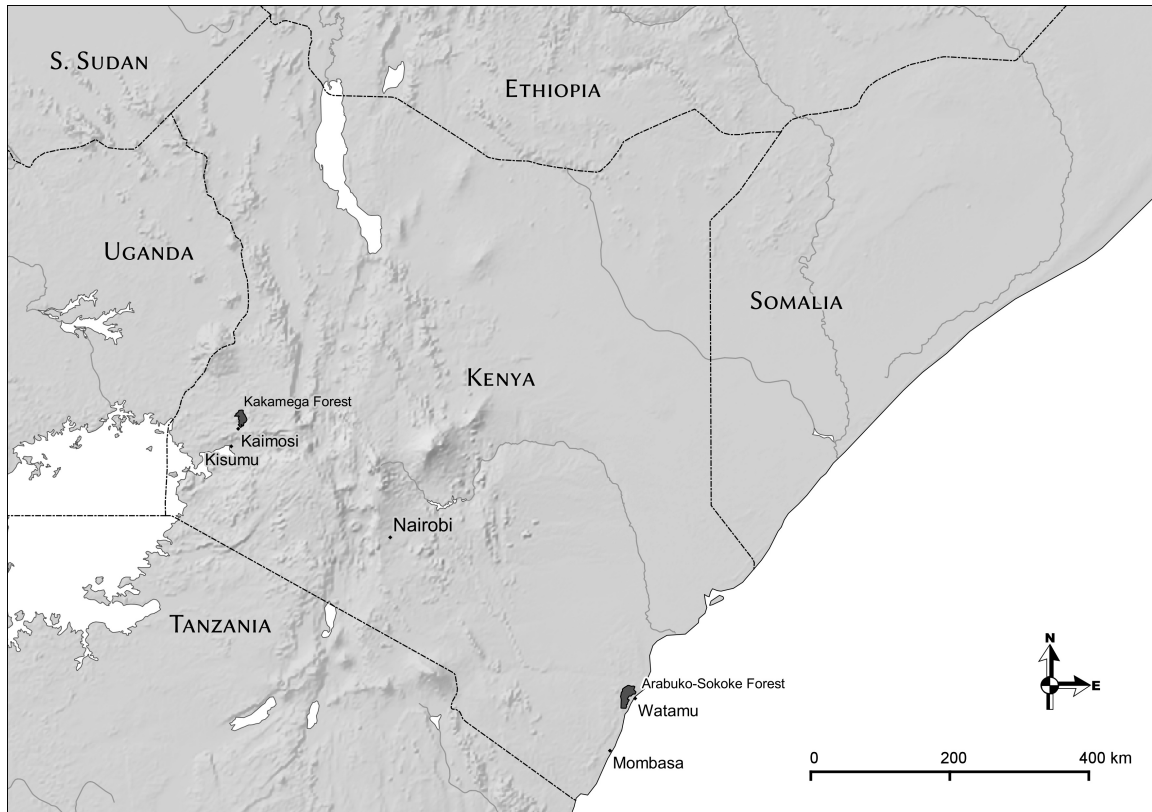 S. SUDAN
ETHIOPIA
UGANDA
SOMALIA
KENYA
Kakamega Forest
Kaimosi
Kisumu
Nairobi
TANZANIA
N
E
Arabuko-Sokoke Forest
Watamu
Mombasa
0 200 400 km